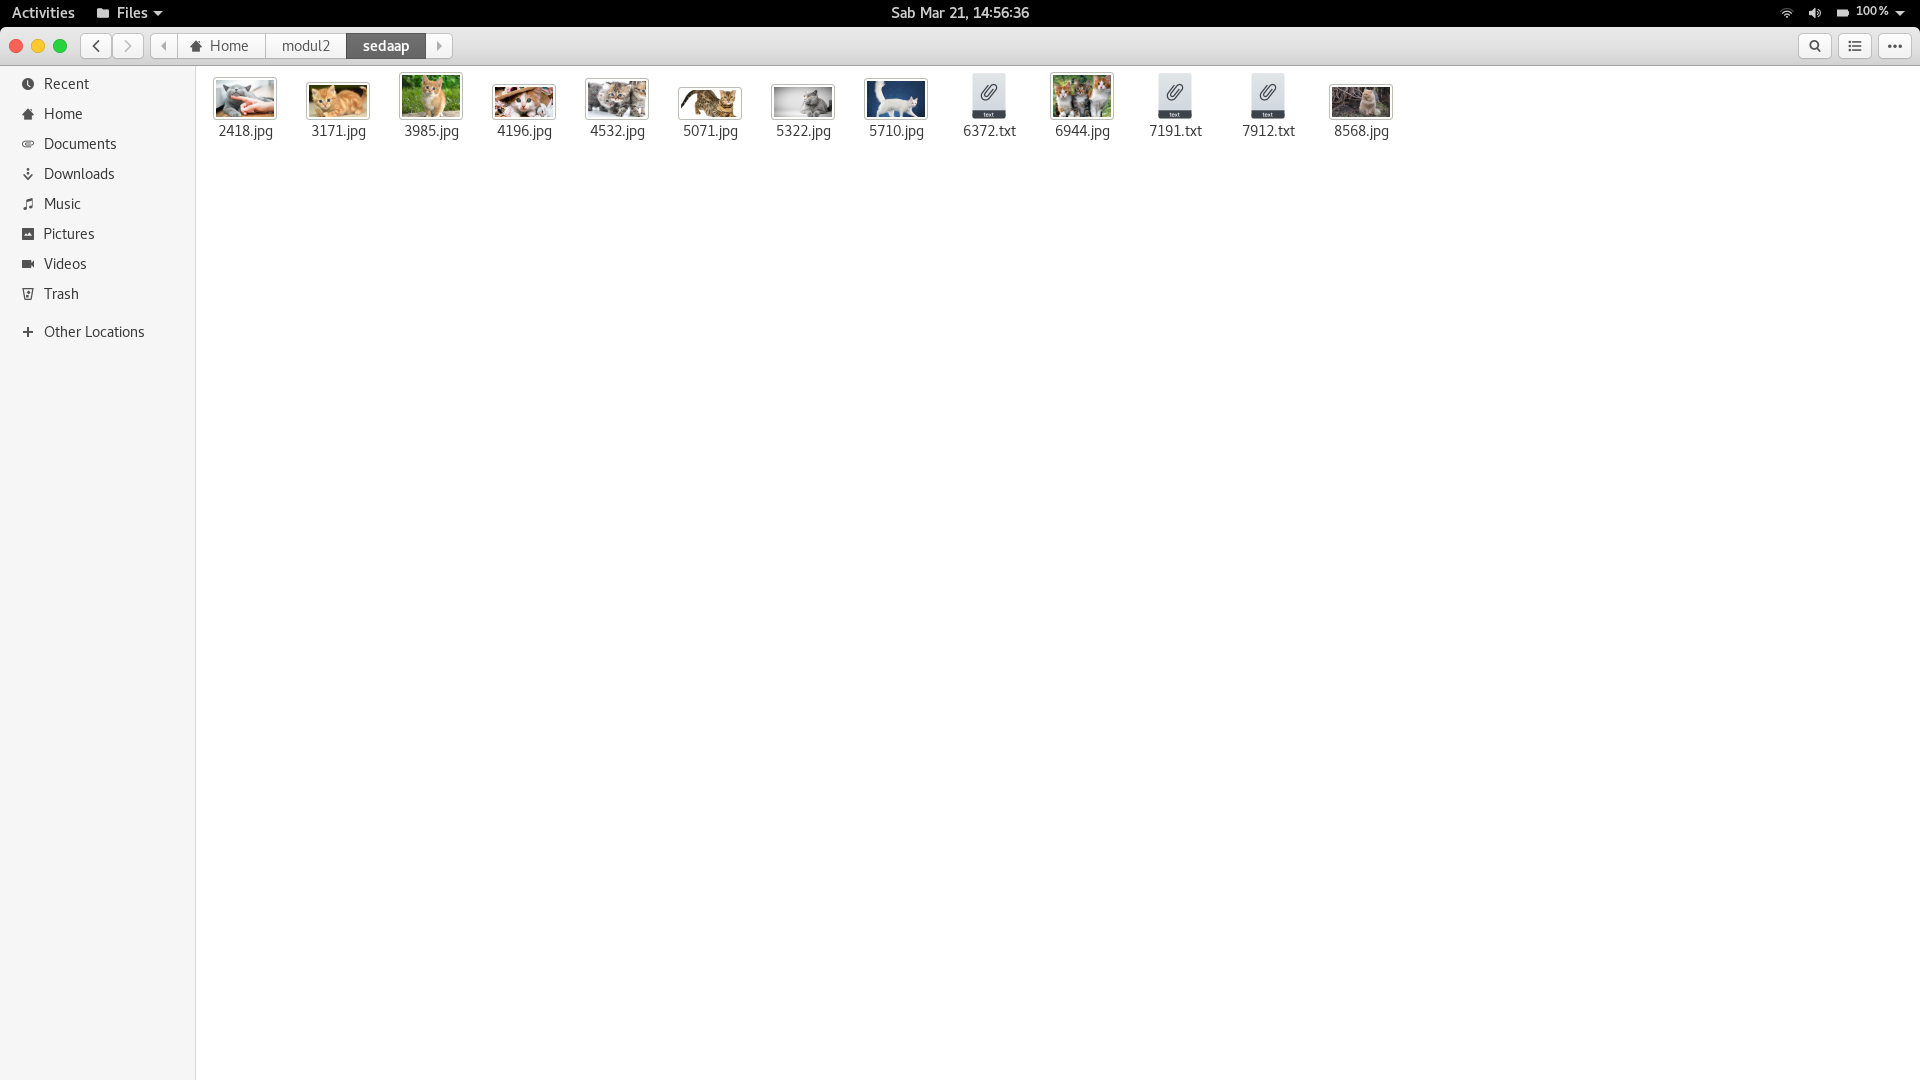 Activities Files Sab Mar 21, 14:56:36 100 %
Home modul2 sedaap
Recent
Home
Documents
Downloads
Music
Pictures
Videos
Trash
Other Locations
text text text
2418.jpg 3171.jpg 3985.jpg 4196.jpg 4532.jpg 5071.jpg 5322.jpg 5710.jpg 6372.txt 6944.jpg 7191.txt 7912.txt 8568.jpg